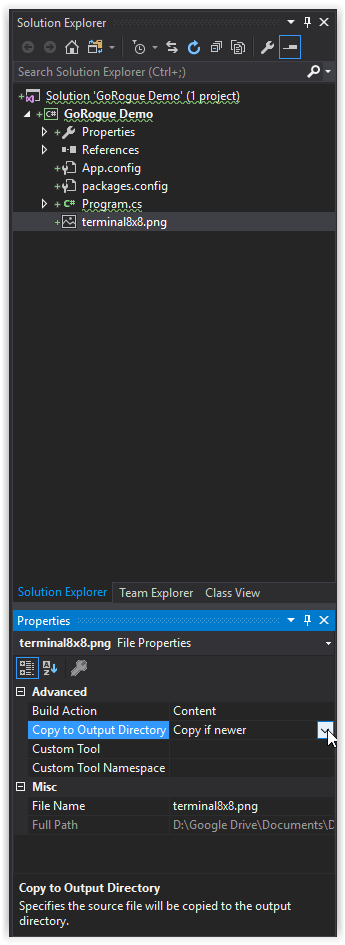 Solution Explorer
Search Solution Explorer (Ctrl+;)
Solution 'GoRogue Demo' (1 project)
C# GoRogue Demo
Properties
References
App.config
packages.config
C# Program.cs
terminal8x8.png
Solution Explorer Team Explorer Class View
Properties
terminal8x8.png File Properties
Advanced
Build Action Content
Copy to Output Directory Copy if newer
Custom Tool
Custom Tool Namespace
Misc
File Name terminal8x8.png
Full Path D:\Google Drive\Documents\D
Copy to Output Directory
Specifies the source file will be copied to the output
directory.